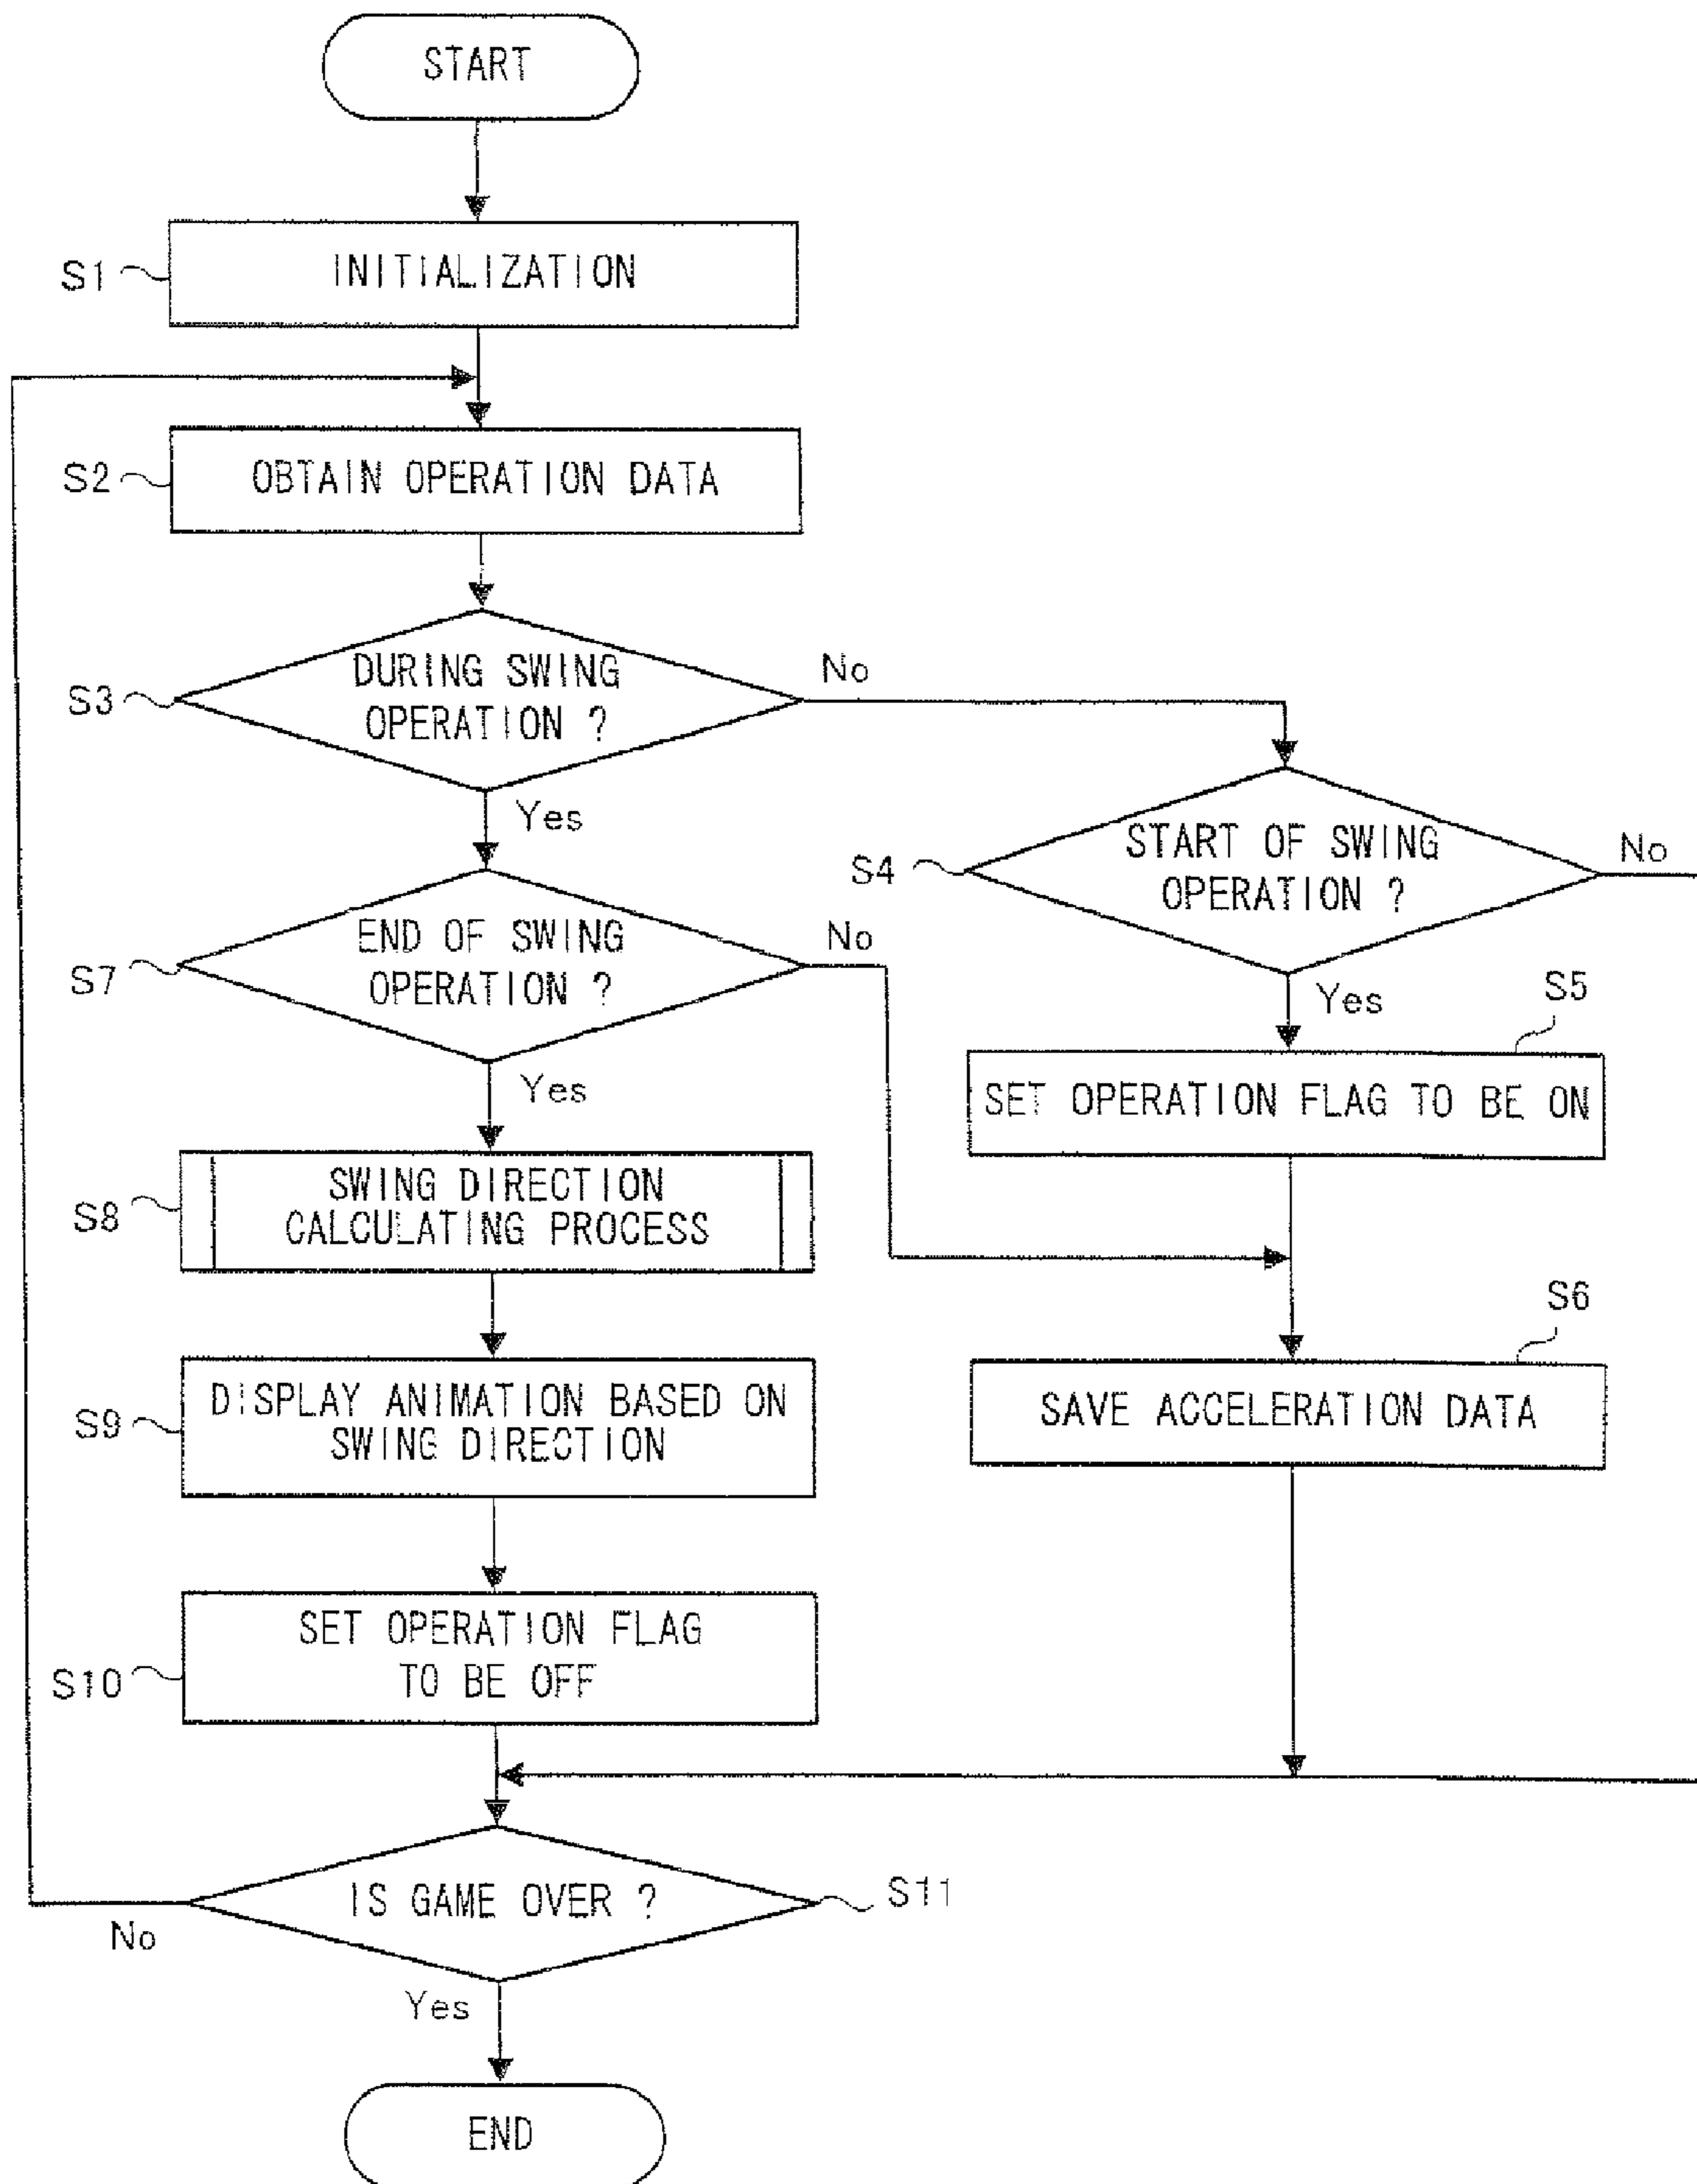 START
S1
INITIALIZATION
S2
OBTAIN OPERATION DATA
S3
DURING SWING
OPERATION ?
No
Yes
S4
START OF SWING
OPERATION ?
No
Yes
S7
END OF SWING
OPERATION ?
No
Yes
S5
SET OPERATION FLAG TO BE ON
S8
SWING DIRECTION
CALCULATING PROCESS
S6
SAVE ACCELERATION DATA
S9
DISPLAY ANIMATION BASED ON
SWING DIRECTION
S10
SET OPERATION FLAG
TO BE OFF
IS GAME OVER ?
S11
No
Yes
END